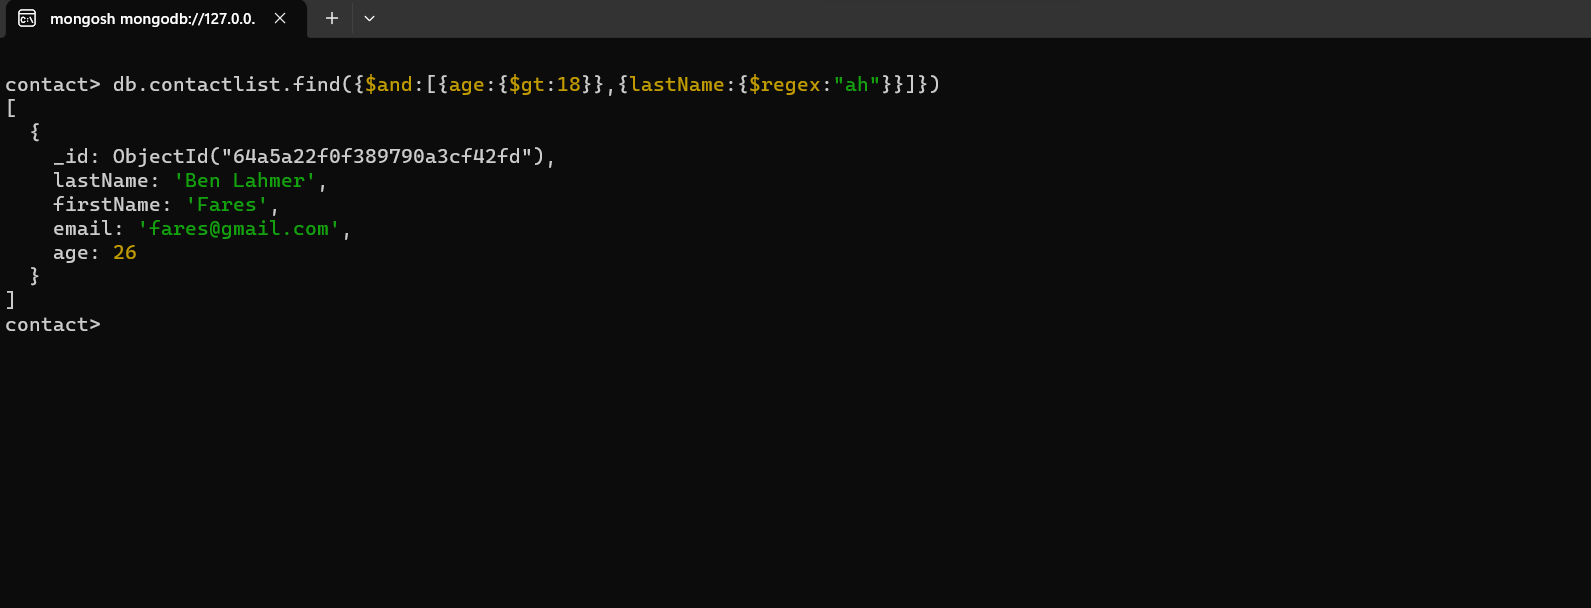 mongosh mongodb://127.0.0.
contact> db.contactlist.find({$and:[{age:{$gt:18}},{lastName:{$regex:"ah"}}]})
[
  {
    _id: ObjectId("64a5a22f0f389790a3cf42fd"),
    lastName: 'Ben Lahmer',
    firstName: 'Fares',
    email: 'fares@gmail.com',
    age: 26
  }
]
contact>